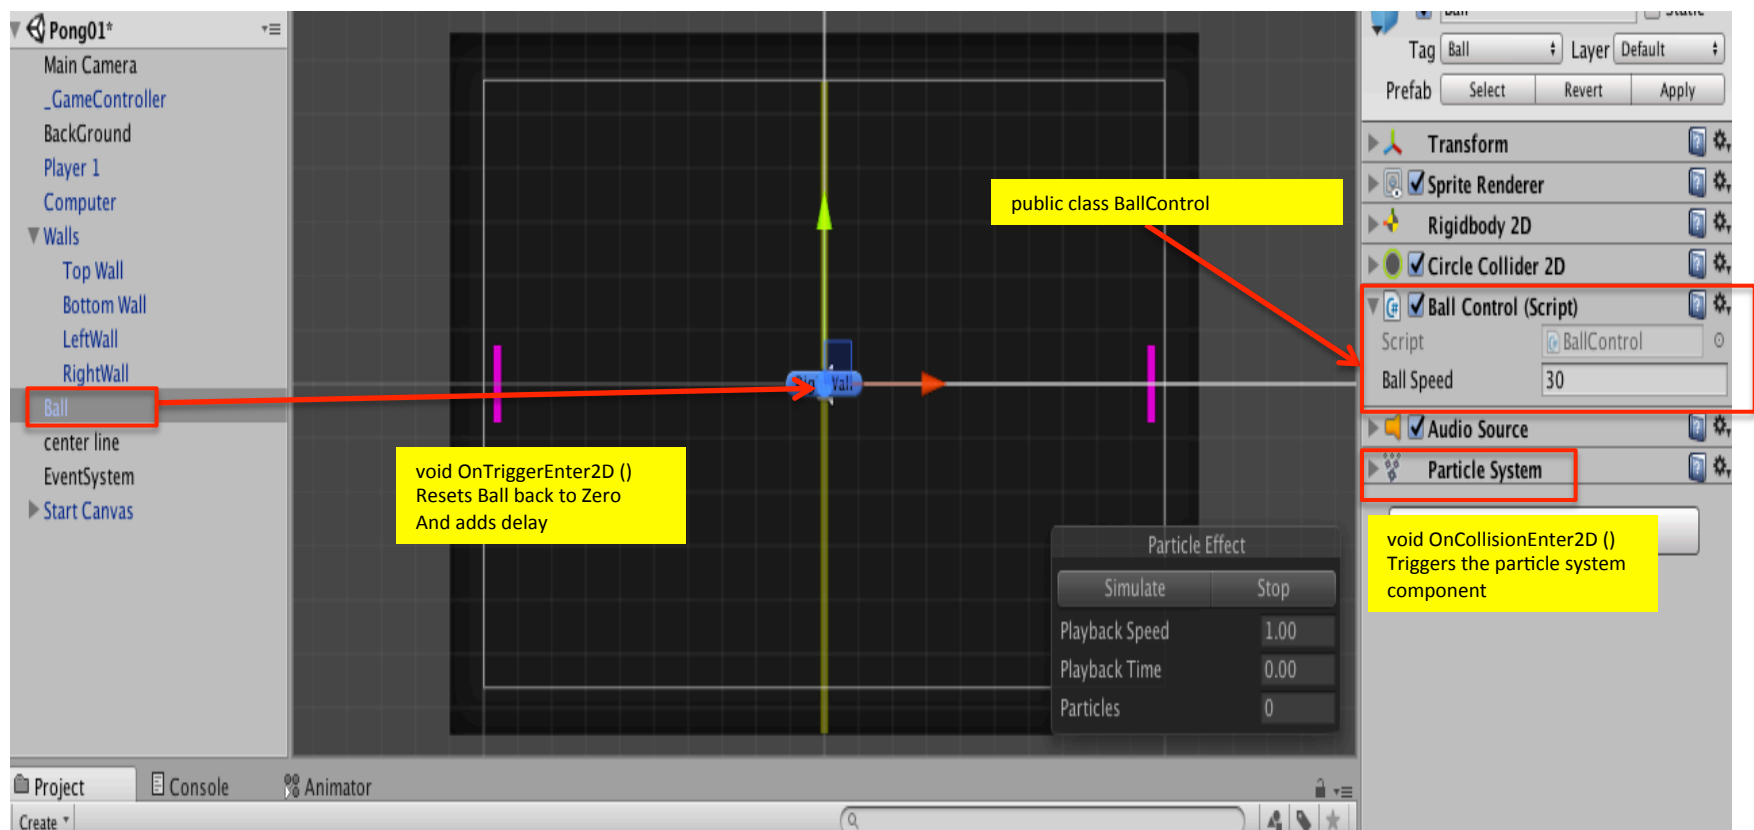 Pong01*
Main Camera
_GameController
BackGround
Player 1
Computer
Walls
Top Wall
Bottom Wall
LeftWall
RightWall
Ball
center line
EventSystem
Start Canvas
void OnTriggerEnter2D ()
Resets Ball back to Zero
And adds delay
public class BallControl
Wall
Particle Effect
Simulate Stop
Playback Speed 1.00
Playback Time 0.00
Particles 0
Ball Static
Tag Ball Layer Default
Prefab Select Revert Apply
Transform
Sprite Renderer
Rigidbody 2D
Circle Collider 2D
Ball Control (Script)
Script BallControl
Ball Speed 30
Audio Source
Particle System
void OnCollisionEnter2D ()
Triggers the particle system
component
Project Console Animator
Create